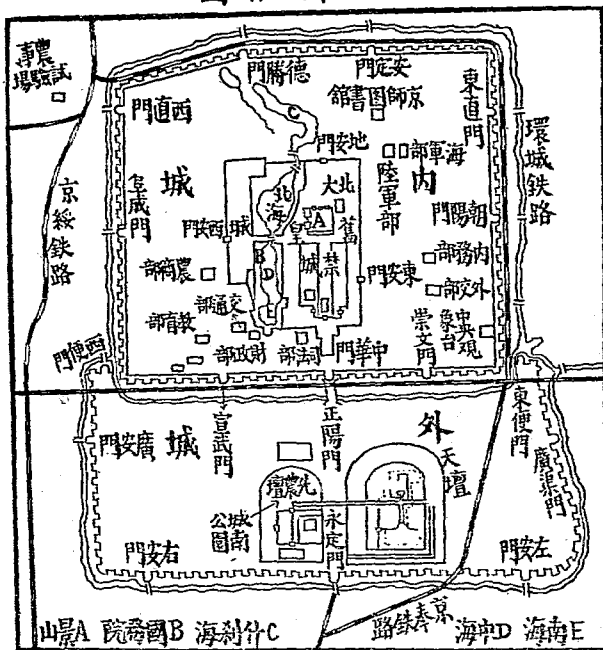 農事
試驗場
德勝門
安定門
京師圖書館
東直門
西直門
地安門
海軍部
陸軍部
環城鉄路
京綏鉄路
阜成門
內城
北大
北海
A
C
朝陽門
西安門
皇城
舊禁城
東安門
內務部
外交部
農商部
B
D
E
交通部
教育部
財政部
司法部
中華門
崇文門
中央观象台
西便門
東便門
宣武門
正陽門
外城
廣安門
廣渠門
天壇
先農壇
城南公園
永定門
右安門
左安門
京奉鉄路
E南海
D中海
C什刹海
B國務院
A景山